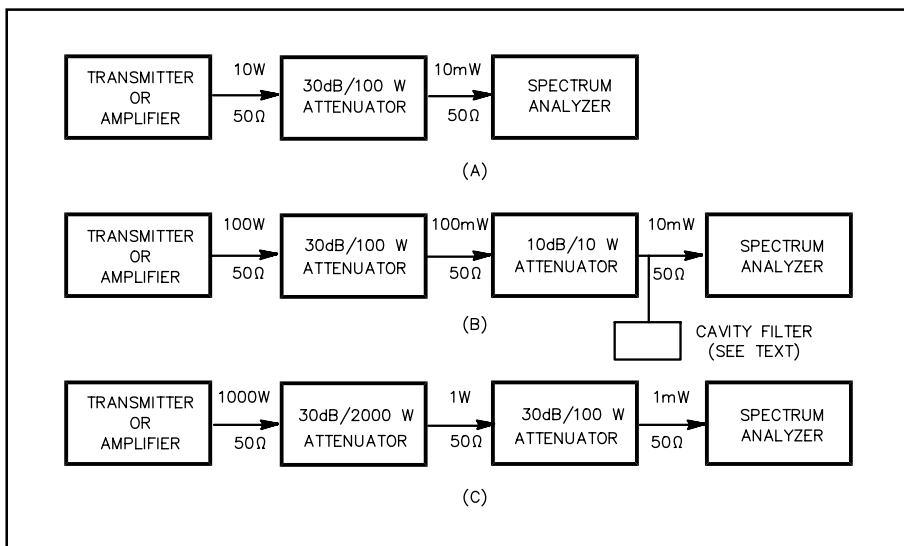 TRANSMITTER
OR
AMPLIFIER
10W
50Ω
30dB/100 W
ATTENUATOR
10mW
50Ω
SPECTRUM
ANALYZER
(A)
TRANSMITTER
OR
AMPLIFIER
100W
50Ω
30dB/100 W
ATTENUATOR
100mW
50Ω
10dB/10 W
ATTENUATOR
10mW
50Ω
SPECTRUM
ANALYZER
(B)
CAVITY FILTER
(SEE TEXT)
TRANSMITTER
OR
AMPLIFIER
1000W
50Ω
30dB/2000 W
ATTENUATOR
1W
50Ω
30dB/100 W
ATTENUATOR
1mW
50Ω
SPECTRUM
ANALYZER
(C)